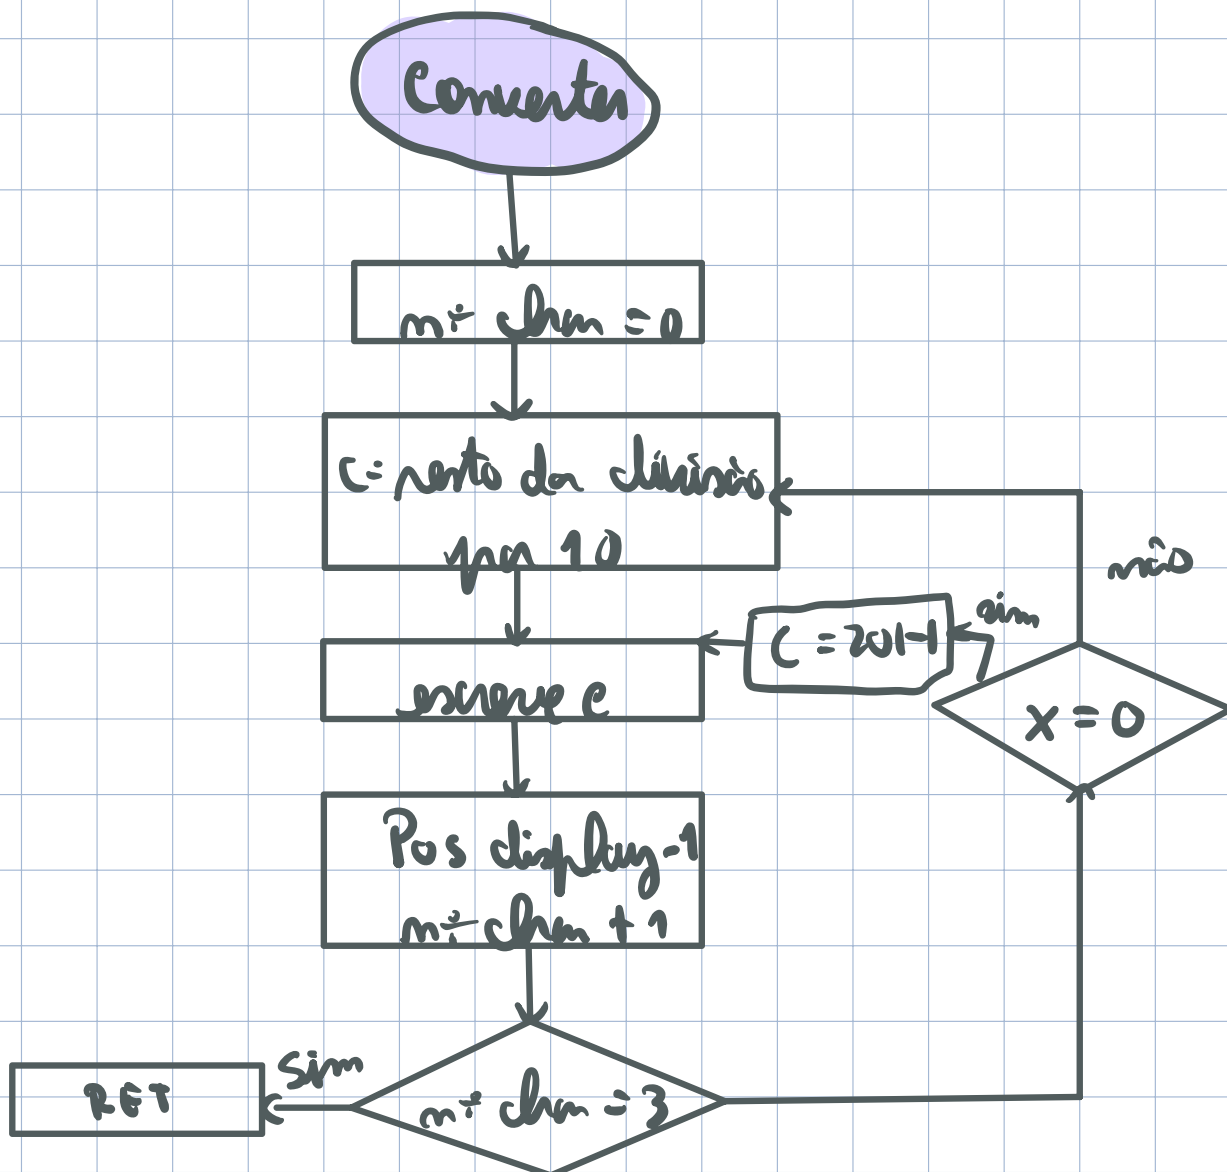 Converter
nº chm = 0
C = resto da divisão
por 10
não
sim
escreve C
X = 0
Pos display - 1
nº chm + 1
sim
RET
nº chm = 3